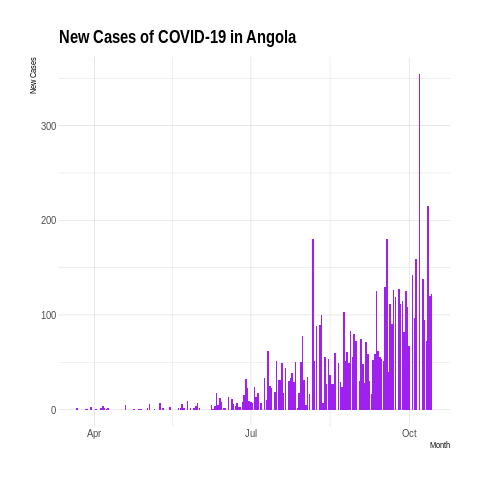 New Cases of COVID-19 in Angola
New Cases
300
200
100
0
Apr
Jul
Oct
Month